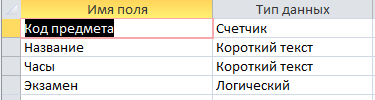 Имя поля Тип данных
Код предмета Счетчик
Название Короткий текст
Часы Короткий текст
Экзамен Логический